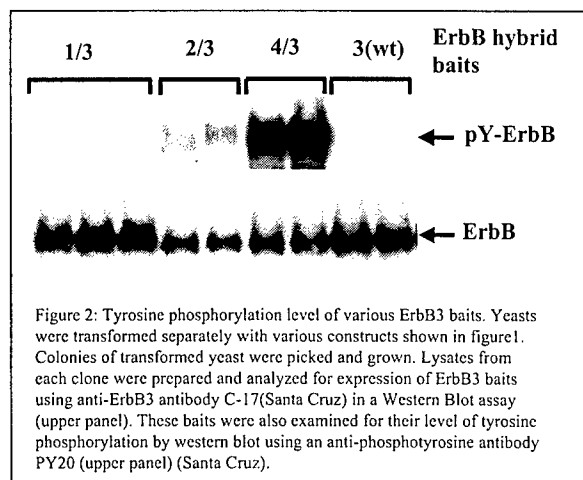 1/3 2/3 4/3 3(wt) ErbB hybrid
baits
pY-ErbB
ErbB
Figure 2: Tyrosine phosphorylation level of various ErbB3 baits. Yeasts
were transformed separately with various constructs shown in figure1.
Colonies of transformed yeast were picked and grown. Lysates from
each clone were prepared and analyzed for expression of ErbB3 baits
using anti-ErbB3 antibody C-17(Santa Cruz) in a Western Blot assay
(upper panel). These baits were also examined for their level of tyrosine
phosphorylation by western blot using an anti-phosphotyrosine antibody
PY20 (upper panel) (Santa Cruz).